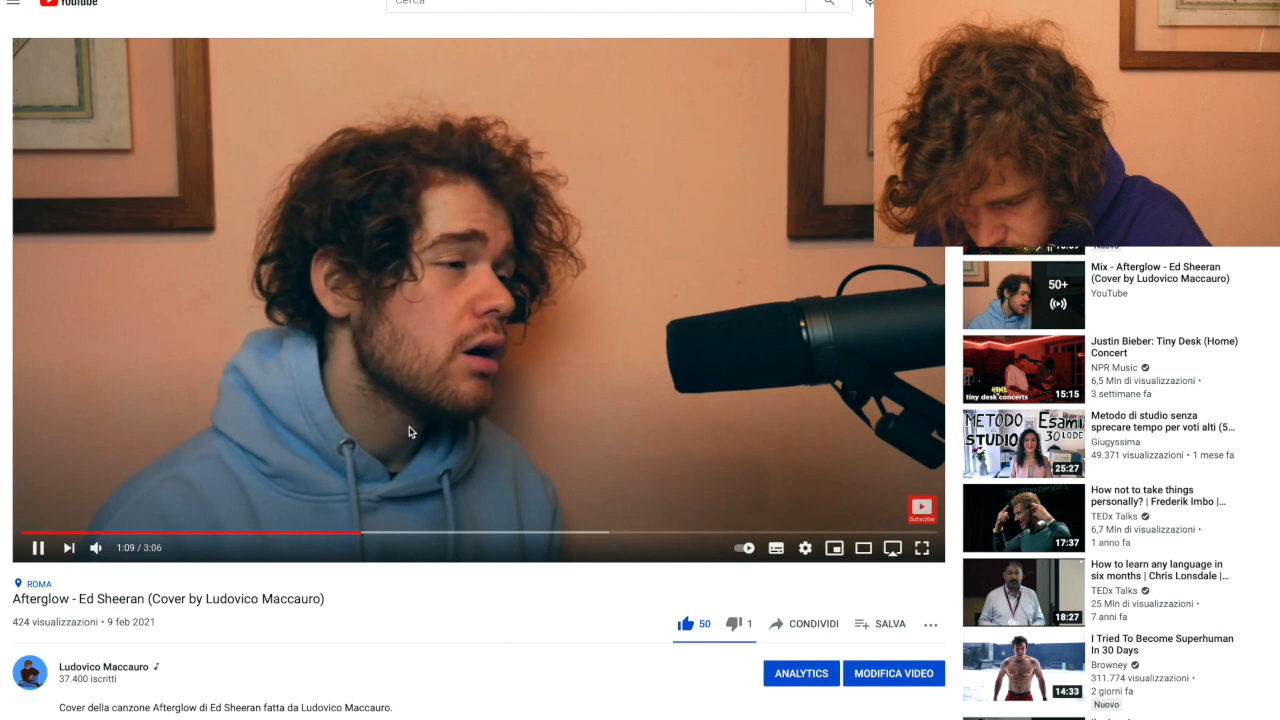 YouTube
Cerca
Subscribe
1:09 / 3:06
ROMA
Afterglow - Ed Sheeran (Cover by Ludovico Maccauro)
424 visualizzazioni • 9 feb 2021
50
1
CONDIVIDI
SALVA
Ludovico Maccauro
37.400 iscritti
ANALYTICS
MODIFICA VIDEO
Cover della canzone Afterglow di Ed Sheeran fatta da Ludovico Maccauro.
Nuovo
50+
Mix - Afterglow - Ed Sheeran
(Cover by Ludovico Maccauro)
YouTube
HOME
tiny desk concerts
15:15
Justin Bieber: Tiny Desk (Home)
Concert
NPR Music
6,5 Mln di visualizzazioni •
3 settimane fa
METODO
STUDIO
Esami
30 LODE
25:27
Metodo di studio senza
sprecare tempo per voti alti (5...
Giugyssima
49.371 visualizzazioni • 1 mese fa
17:37
How not to take things
personally? | Frederik Imbo |...
TEDx Talks
6,7 Mln di visualizzazioni •
1 anno fa
18:27
How to learn any language in
six months | Chris Lonsdale |...
TEDx Talks
25 Mln di visualizzazioni •
7 anni fa
14:33
I Tried To Become Superhuman
In 30 Days
Browney
311.774 visualizzazioni •
2 giorni fa
Nuovo